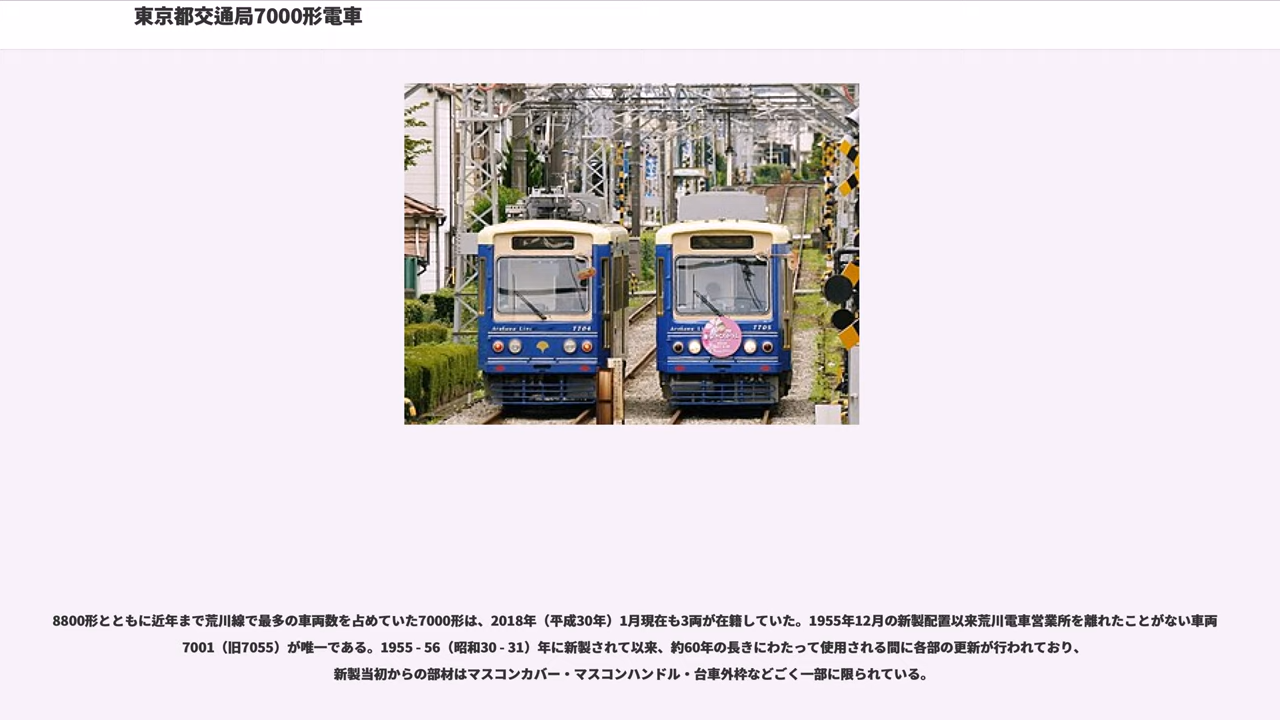 東京都交通局7000形電車
Arakawa Line
7704
Arakawa
7705
8800形とともに近年まで荒川線で最多の車両数を占めていた7000形は、2018年（平成30年）1月現在も3両が在籍していた。1955年12月の新製配置以来荒川電車営業所を離れたことがない車両
7001（旧7055）が唯一である。1955 - 56（昭和30 - 31）年に新製されて以来、約60年の長きにわたって使用される間に各部の更新が行われており、
新製当初からの部材はマスコンカバー・マスコンハンドル・台車外枠などごく一部に限られている。